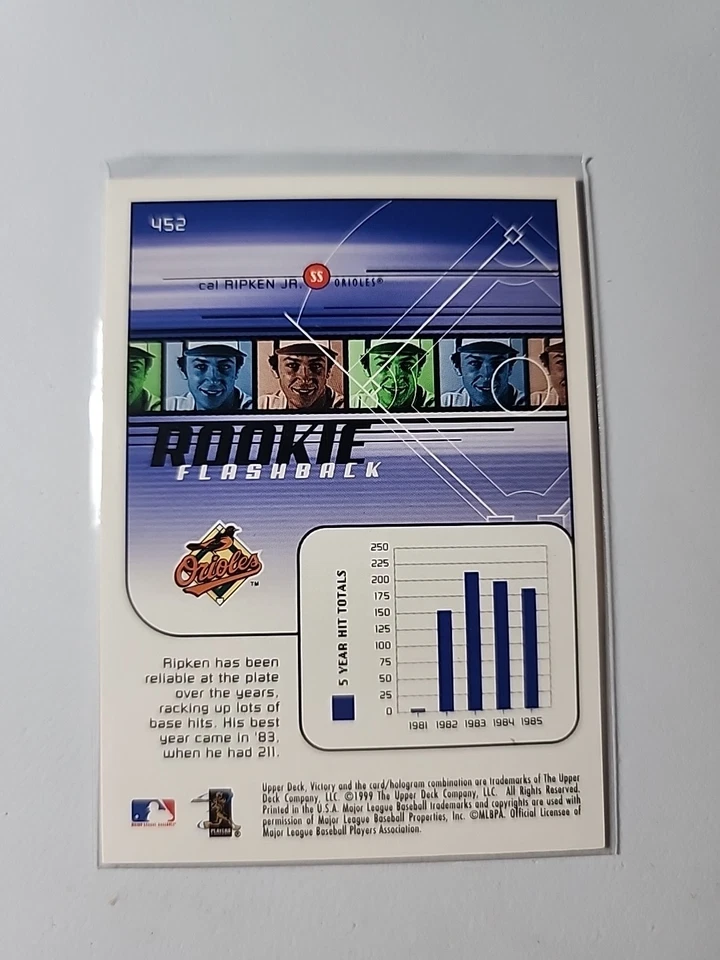 452
cal RIPKEN JR. SS ORIOLES®
ROOKIE
FLASHBACK
Orioles™
5 YEAR HIT TOTALS
250
225
200
175
150
125
100
75
50
25
0
1981 1982 1983 1984 1985
Ripken has been
reliable at the plate
over the years,
racking up lots of
base hits. His best
year came in '83,
when he had 211.
Upper Deck, Victory and the card/hologram combination are trademarks of The Upper
Deck Company, LLC. ©1999 The Upper Deck Company, LLC. All Rights Reserved.
Printed in the U.S.A. Major League Baseball trademarks and copyrights are used with
permission of Major League Baseball Properties, Inc. ©MLBPA. Official Licensee of
Major League Baseball Players Association.
MAJOR LEAGUE BASEBALL
PLAYERS